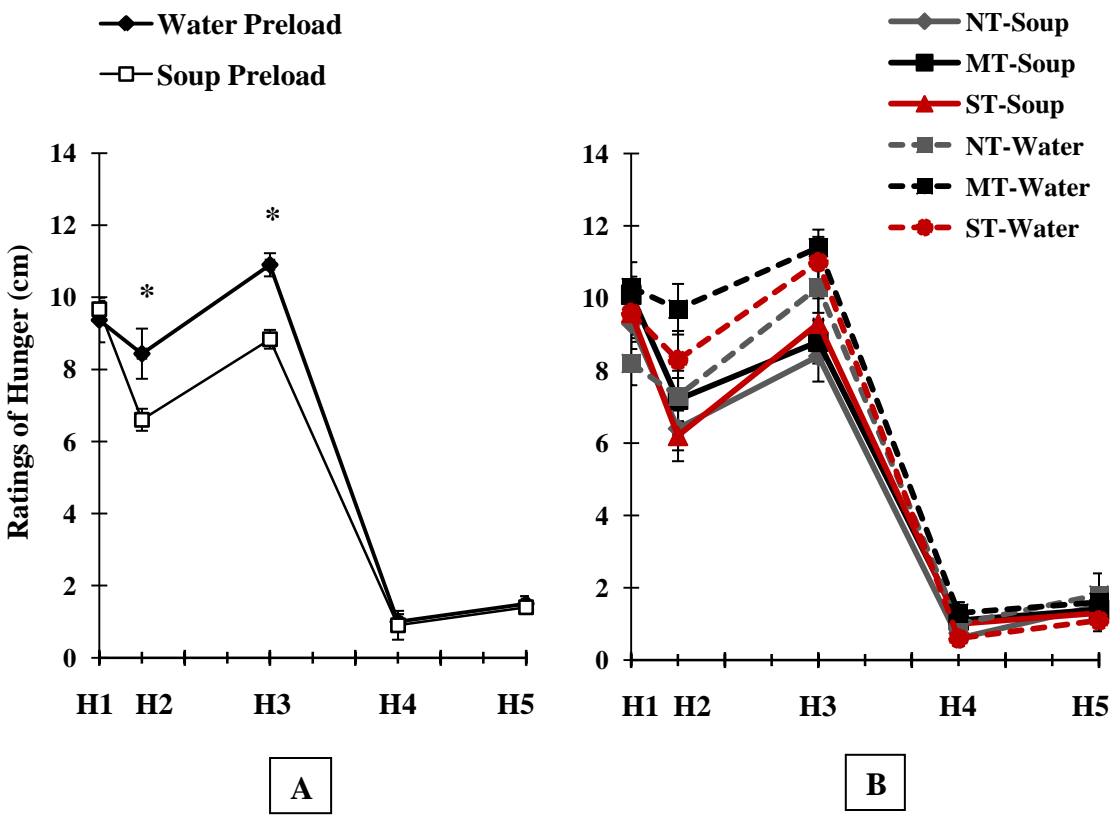 Water Preload
Soup Preload
14
12
10
8
6
4
2
0
Ratings of Hunger (cm)
*
*
H1 H2 H3 H4 H5
A
NT-Soup
MT-Soup
ST-Soup
NT-Water
MT-Water
ST-Water
14
12
10
8
6
4
2
0
H1 H2 H3 H4 H5
B